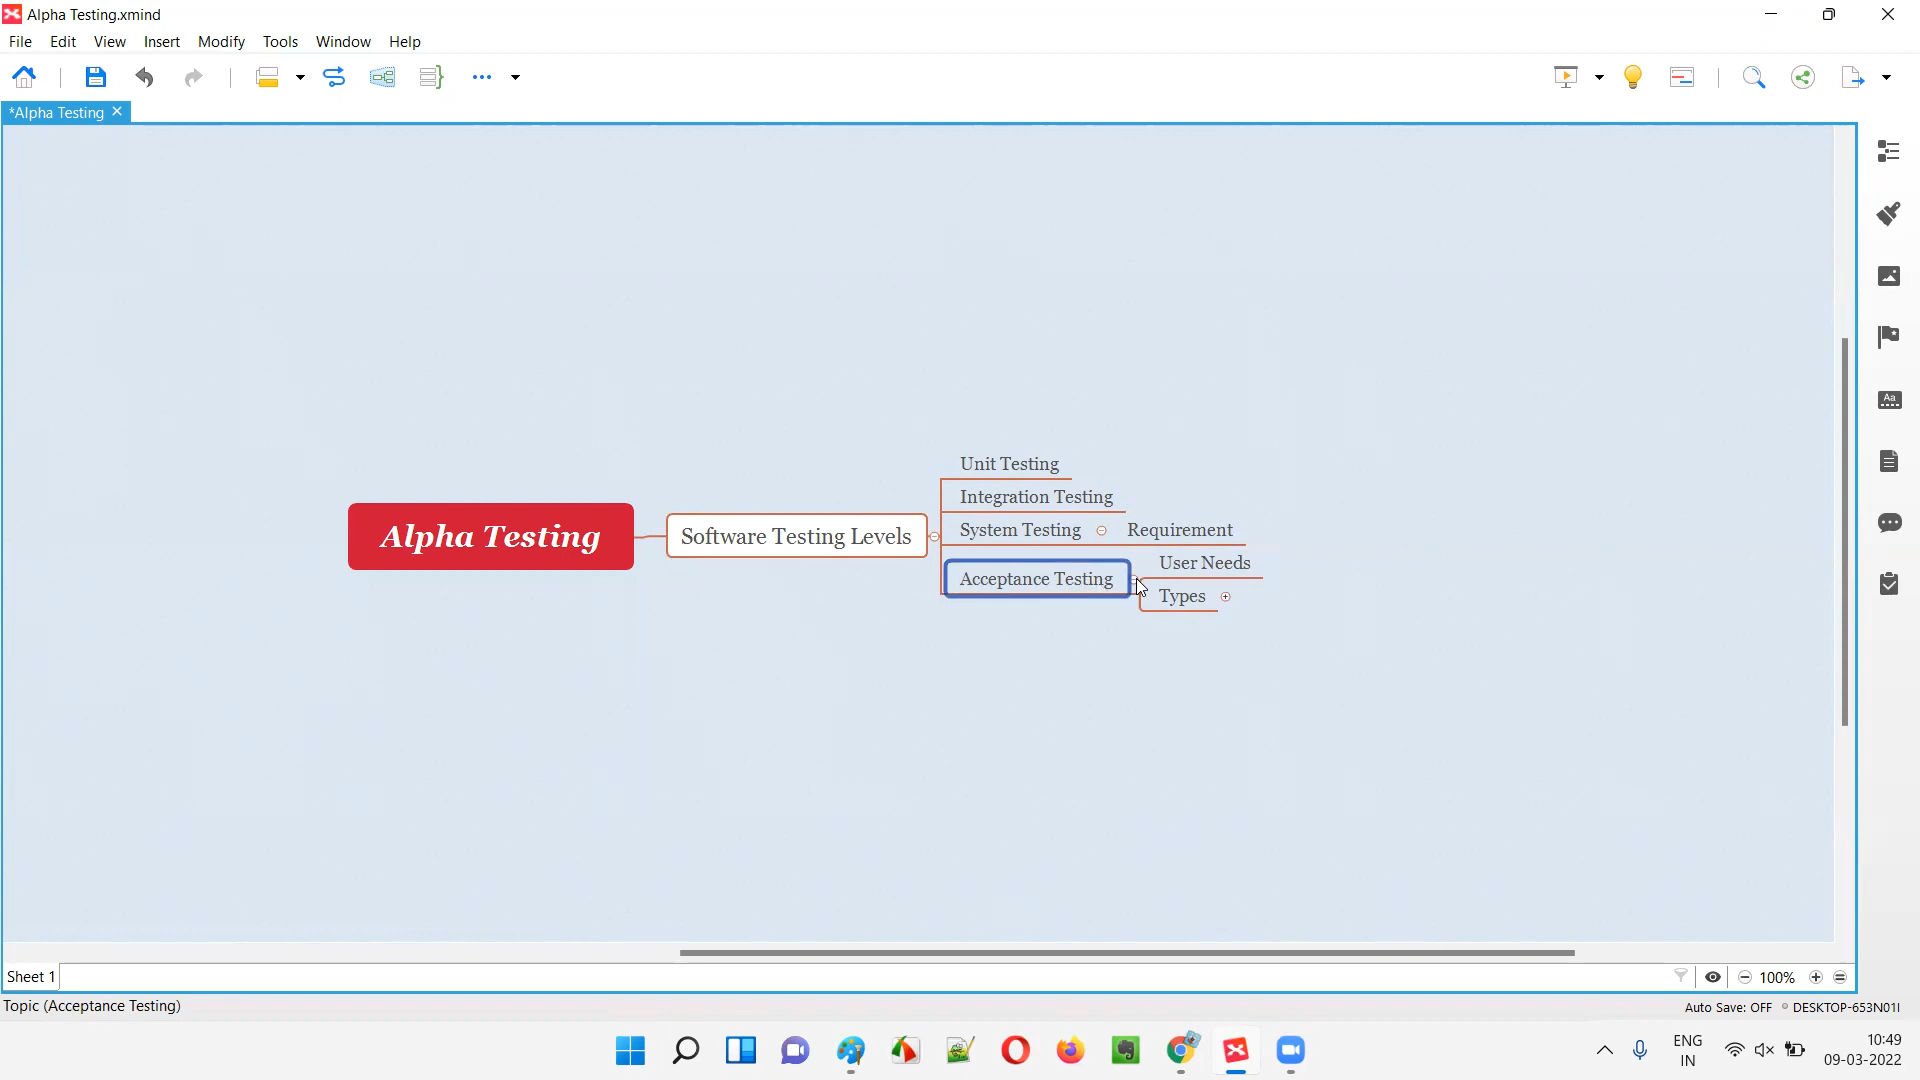 Alpha Testing.xmind
File Edit View Insert Modify Tools Window Help
*Alpha Testing
Unit Testing
Integration Testing
System Testing Requirement
Alpha Testing
Software Testing Levels
User Needs
Acceptance Testing
Types
Aa
Sheet 1
100%
Topic (Acceptance Testing)
Auto Save: OFF DESKTOP-653N01I
ENG
IN
10:49
09-03-2022